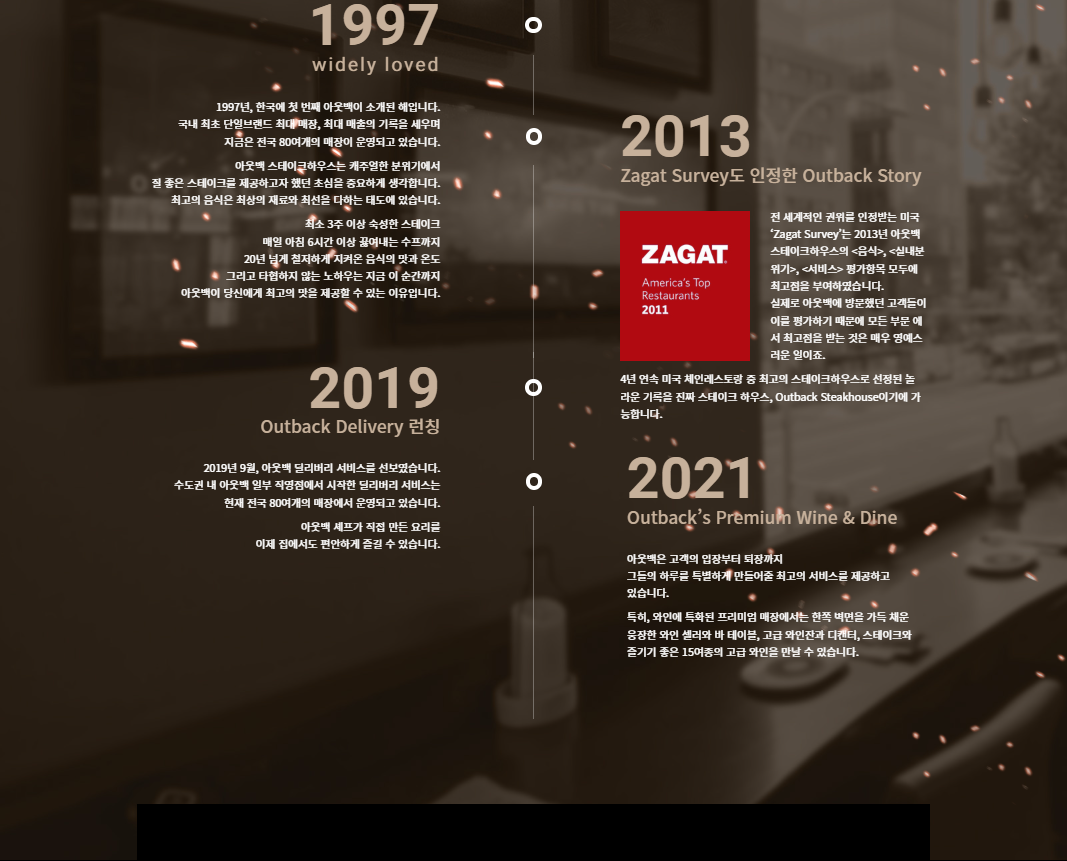 1997
widely loved
1997년, 한국에 첫 번째 아웃백이 소개된 해입니다.
국내 최초 단일브랜드 최대 매장, 최대 매출의 기록을 세우며
지금은 전국 80여개의 매장이 운영되고 있습니다.
아웃백 스테이크하우스는 캐주얼한 분위기에서
질 좋은 스테이크를 제공하고자 했던 초심을 중요하게 생각합니다.
최고의 음식은 최상의 재료와 최선을 다하는 태도에 있습니다.
최소 3주 이상 숙성한 스테이크
매일 아침 6시간 이상 끓여내는 수프까지
20년 넘게 철저하게 지켜온 음식의 맛과 온도
그리고 타협하지 않는 노하우는 지금 이 순간까지
아웃백이 당신에게 최고의 맛을 제공할 수 있는 이유입니다.
2013
Zagat Survey도 인정한 Outback Story
ZAGAT
America's Top
Restaurants
2011
전 세계적인 권위를 인정받는 미국
‘Zagat Survey’는 2013년 아웃백
스테이크하우스의 <음식>, <실내분
위기>, <서비스> 평가항목 모두에
최고점을 부여하였습니다.
실제로 아웃백에 방문했던 고객들이
이를 평가하기 때문에 모든 부문 에
서 최고점을 받는 것은 매우 영예스
러운 일이죠.
4년 연속 미국 체인레스토랑 중 최고의 스테이크하우스로 선정된 놀
라운 기록을 진짜 스테이크 하우스, Outback Steakhouse이기에 가
능합니다.
2019
Outback Delivery 런칭
2019년 9월, 아웃백 딜리버리 서비스를 선보였습니다.
수도권 내 아웃백 일부 직영점에서 시작한 딜리버리 서비스는
현재 전국 80여개의 매장에서 운영되고 있습니다.
아웃백 셰프가 직접 만든 요리를
이제 집에서도 편안하게 즐길 수 있습니다.
2021
Outback’s Premium Wine & Dine
아웃백은 고객의 입장부터 퇴장까지
그들의 하루를 특별하게 만들어줄 최고의 서비스를 제공하고
있습니다.
특히, 와인에 특화된 프리미엄 매장에서는 한쪽 벽면을 가득 채운
웅장한 와인 셀러와 바 테이블, 고급 와인잔과 디켄터, 스테이크와
즐기기 좋은 15여종의 고급 와인을 만날 수 있습니다.